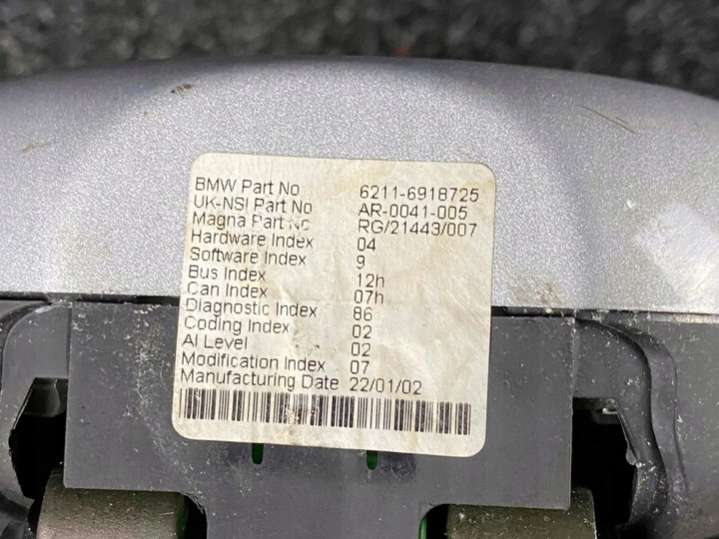 BMW Part No 6211-6918725
UK-NSI Part No AR-0041-005
Magna Part No RG/21443/007
Hardware Index 04
Software Index 9
Bus Index 12h
Can Index 07h
Diagnostic Index 86
Coding Index 02
AI Level 02
Modification Index 07
Manufacturing Date 22/01/02